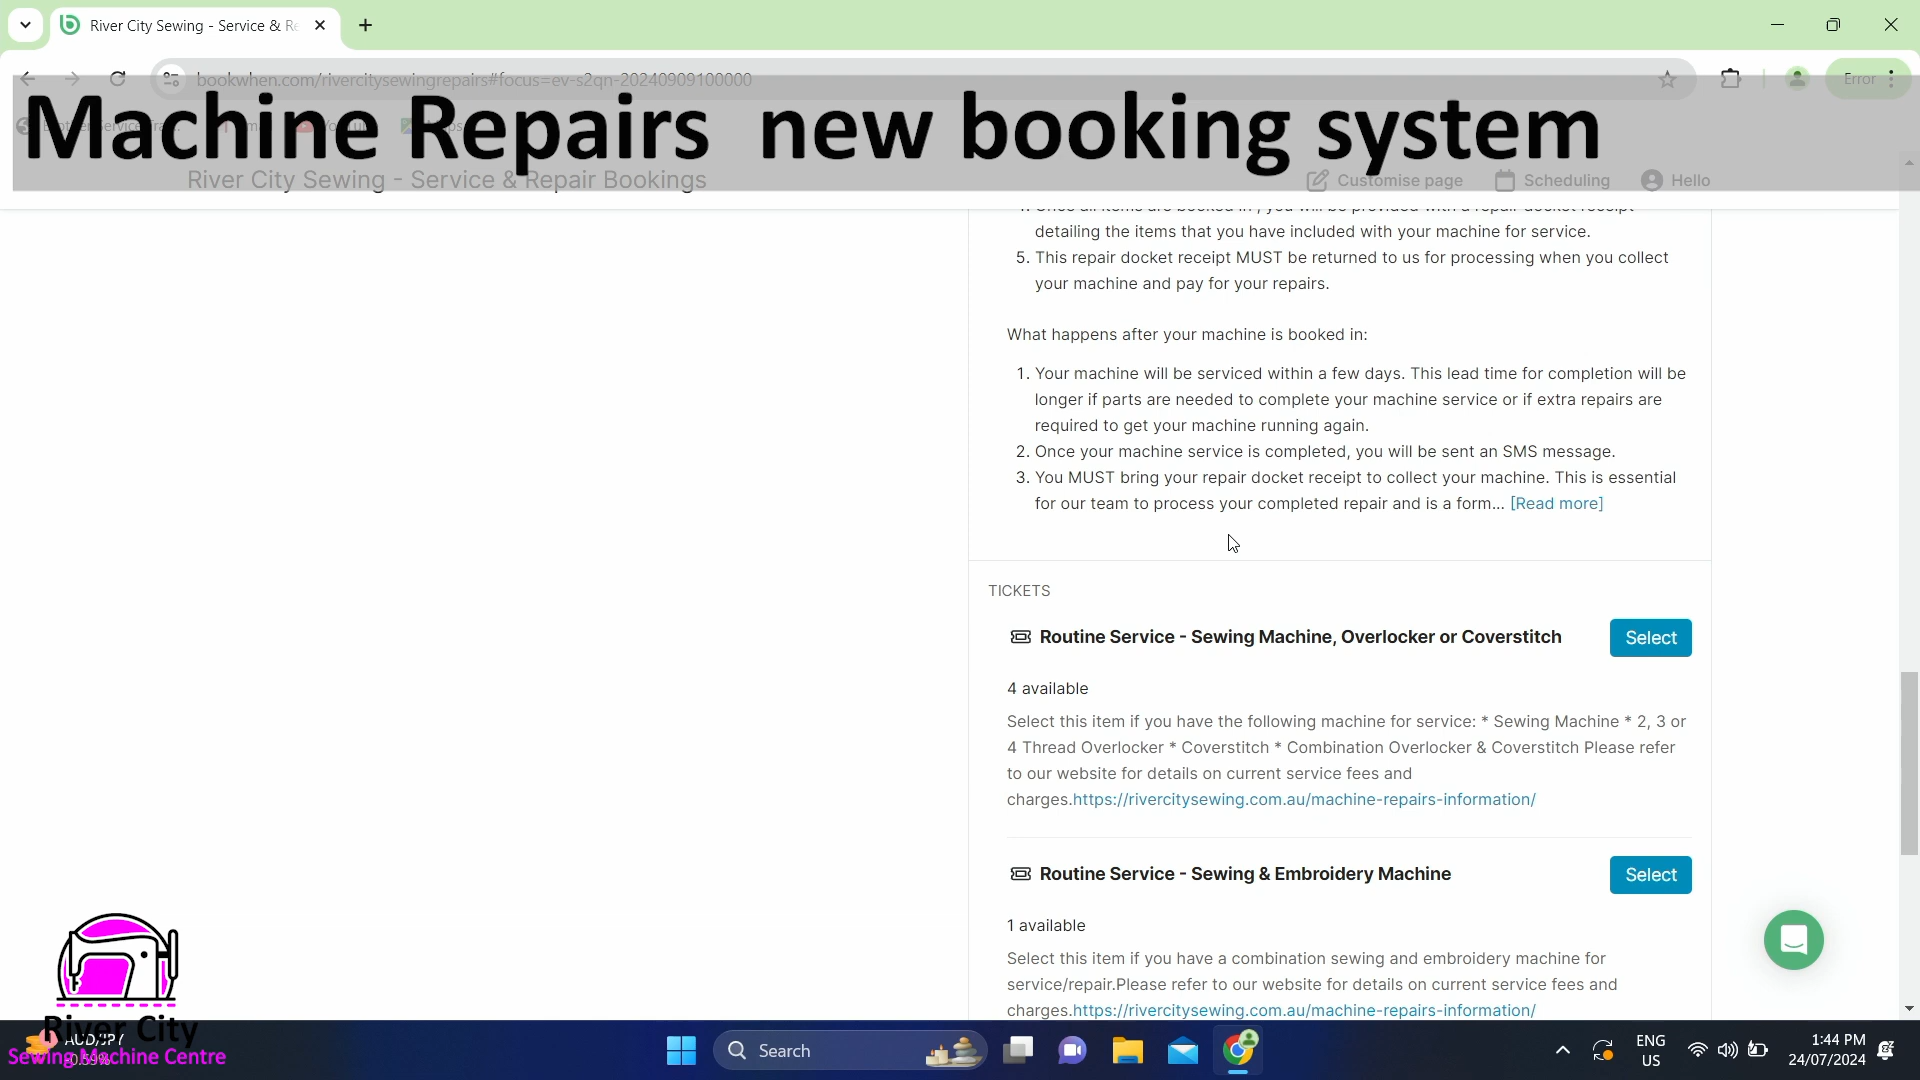 River City Sewing - Service & Re
bookwhen.com/rivercitysewingrepairs#focus=ev-s2qn-20240909100000
Error
Machine Repairs new booking system
River City Sewing - Service & Repair Bookings
Customise page
Scheduling
Hello
detailing the items that you have included with your machine for service.
5. This repair docket receipt MUST be returned to us for processing when you collect
your machine and pay for your repairs.
What happens after your machine is booked in:
1. Your machine will be serviced within a few days. This lead time for completion will be
longer if parts are needed to complete your machine service or if extra repairs are
required to get your machine running again.
2. Once your machine service is completed, you will be sent an SMS message.
3. You MUST bring your repair docket receipt to collect your machine. This is essential
for our team to process your completed repair and is a form... [Read more]
TICKETS
Routine Service - Sewing Machine, Overlocker or Coverstitch
Select
4 available
Select this item if you have the following machine for service: * Sewing Machine * 2, 3 or
4 Thread Overlocker * Coverstitch * Combination Overlocker & Coverstitch Please refer
to our website for details on current service fees and
charges.https://rivercitysewing.com.au/machine-repairs-information/
Routine Service - Sewing & Embroidery Machine
Select
1 available
Select this item if you have a combination sewing and embroidery machine for
service/repair.Please refer to our website for details on current service fees and
charges.https://rivercitysewing.com.au/machine-repairs-information/
River City
Sewing Machine Centre
AUD/JPY
-0.59%
Search
ENG
US
1:44 PM
24/07/2024